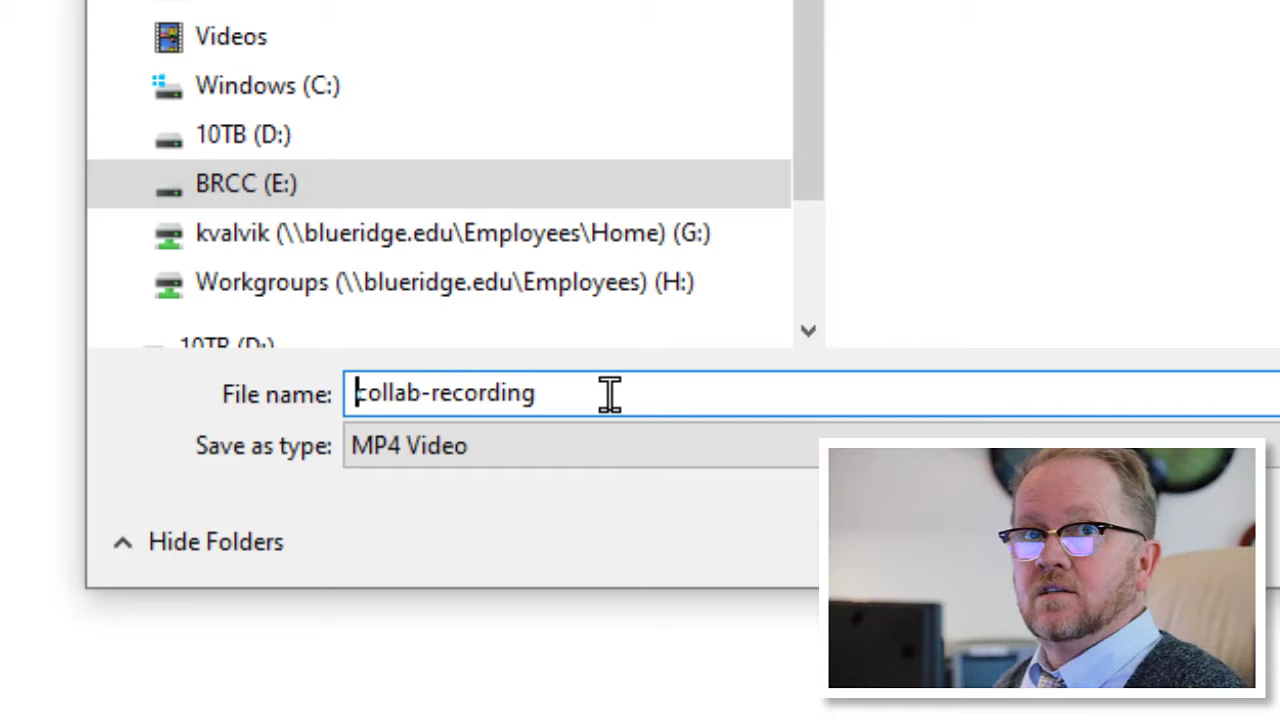 Videos
Windows (C:)
10TB (D:)
BRCC (E:)
kvalvik (\\blueridge.edu\Employees\Home) (G:)
Workgroups (\\blueridge.edu\Employees) (H:)
10TB (D:)
File name: collab-recording
Save as type: MP4 Video
Hide Folders